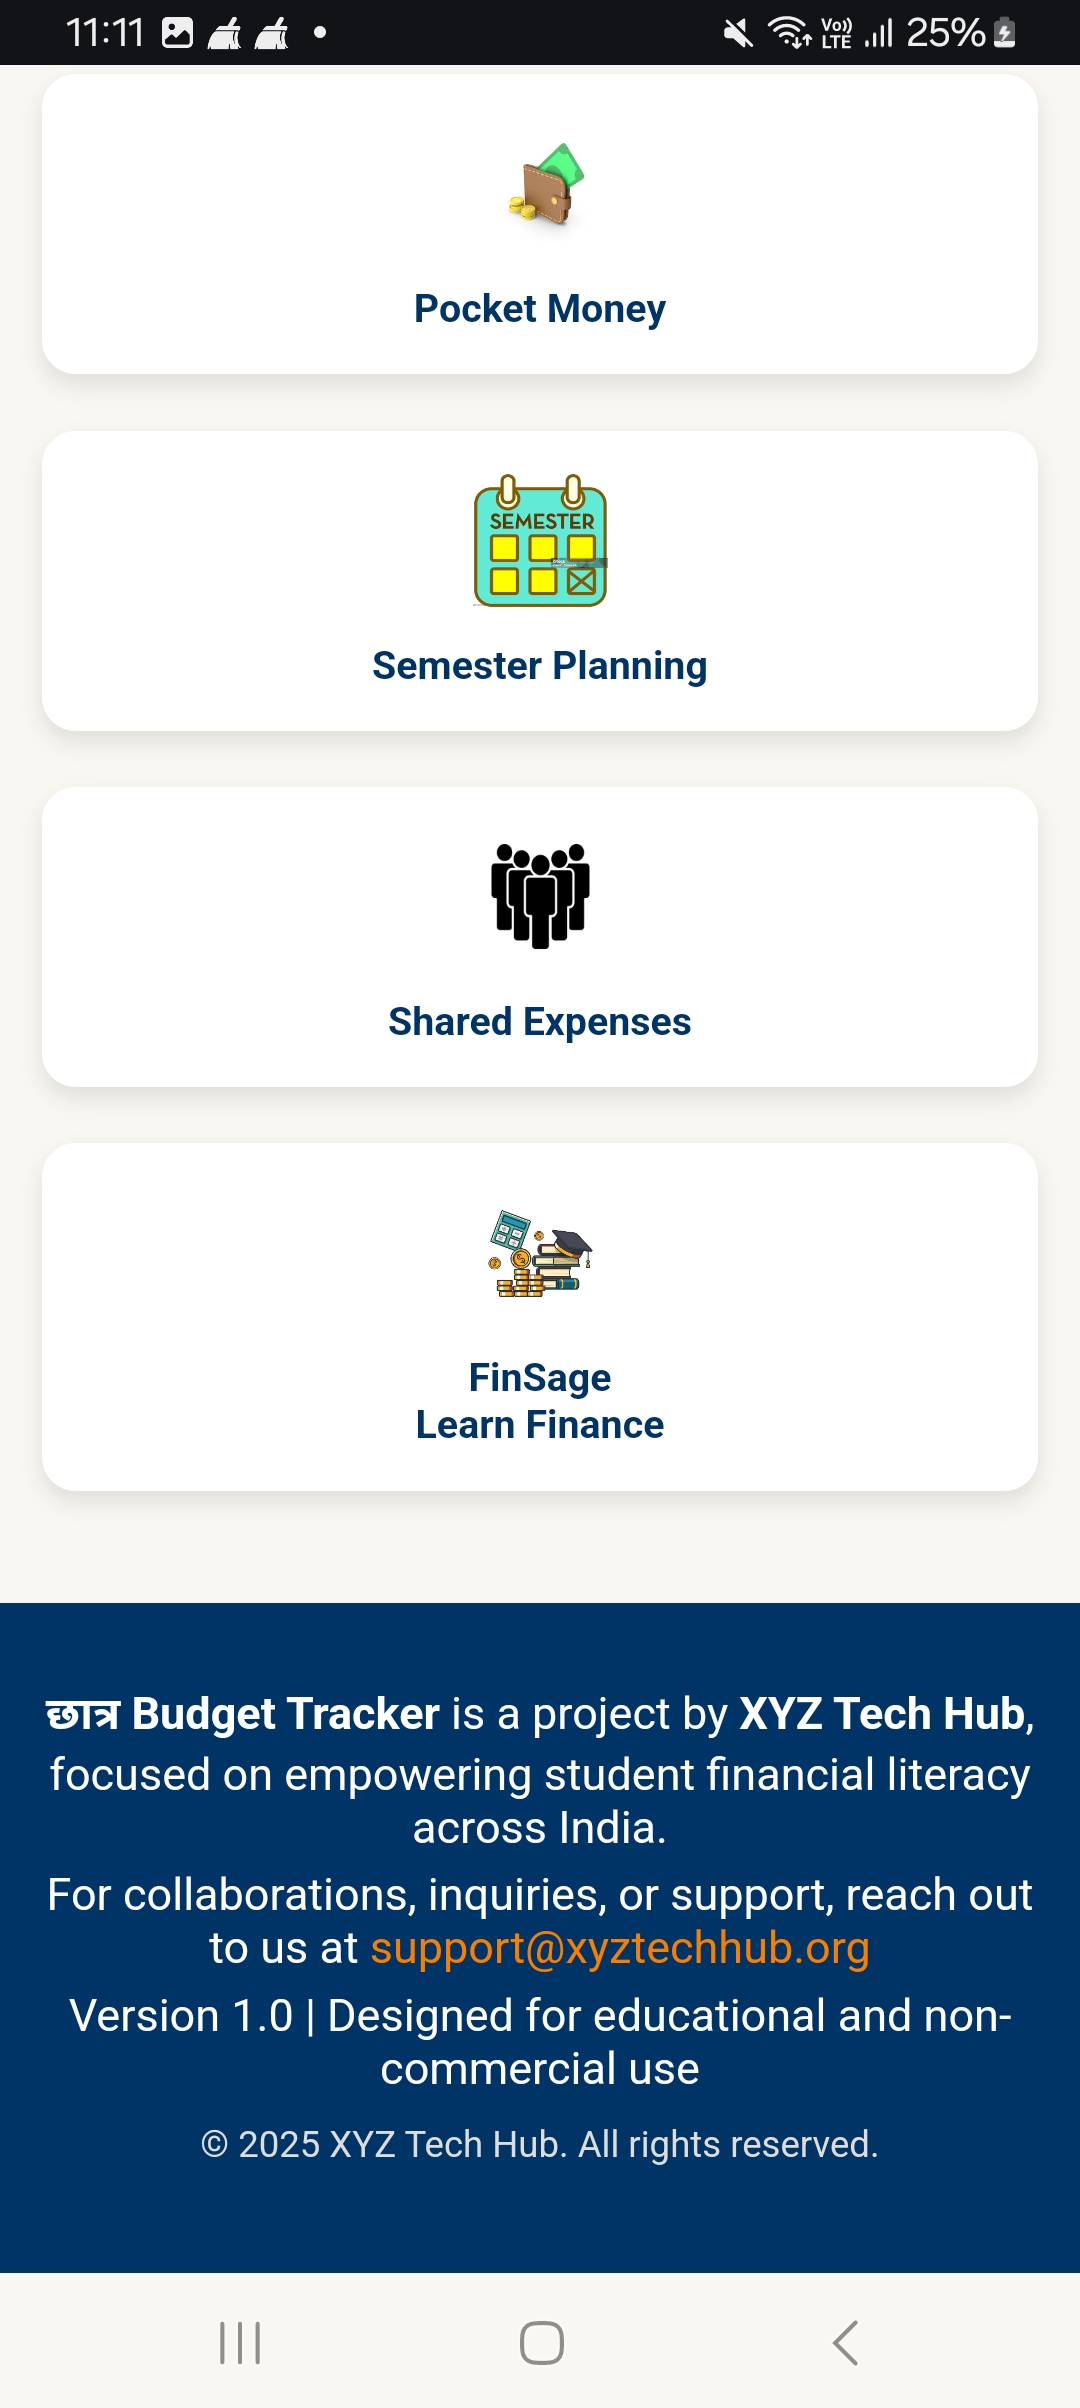 11:11
Vo))
LTE
25%
Pocket Money
SEMESTER
Semester Planning
Shared Expenses
FinSage
Learn Finance
छात्र Budget Tracker is a project by XYZ Tech Hub,
focused on empowering student financial literacy
across India.
For collaborations, inquiries, or support, reach out
to us at support@xyztechhub.org
Version 1.0 | Designed for educational and non-
commercial use
© 2025 XYZ Tech Hub. All rights reserved.